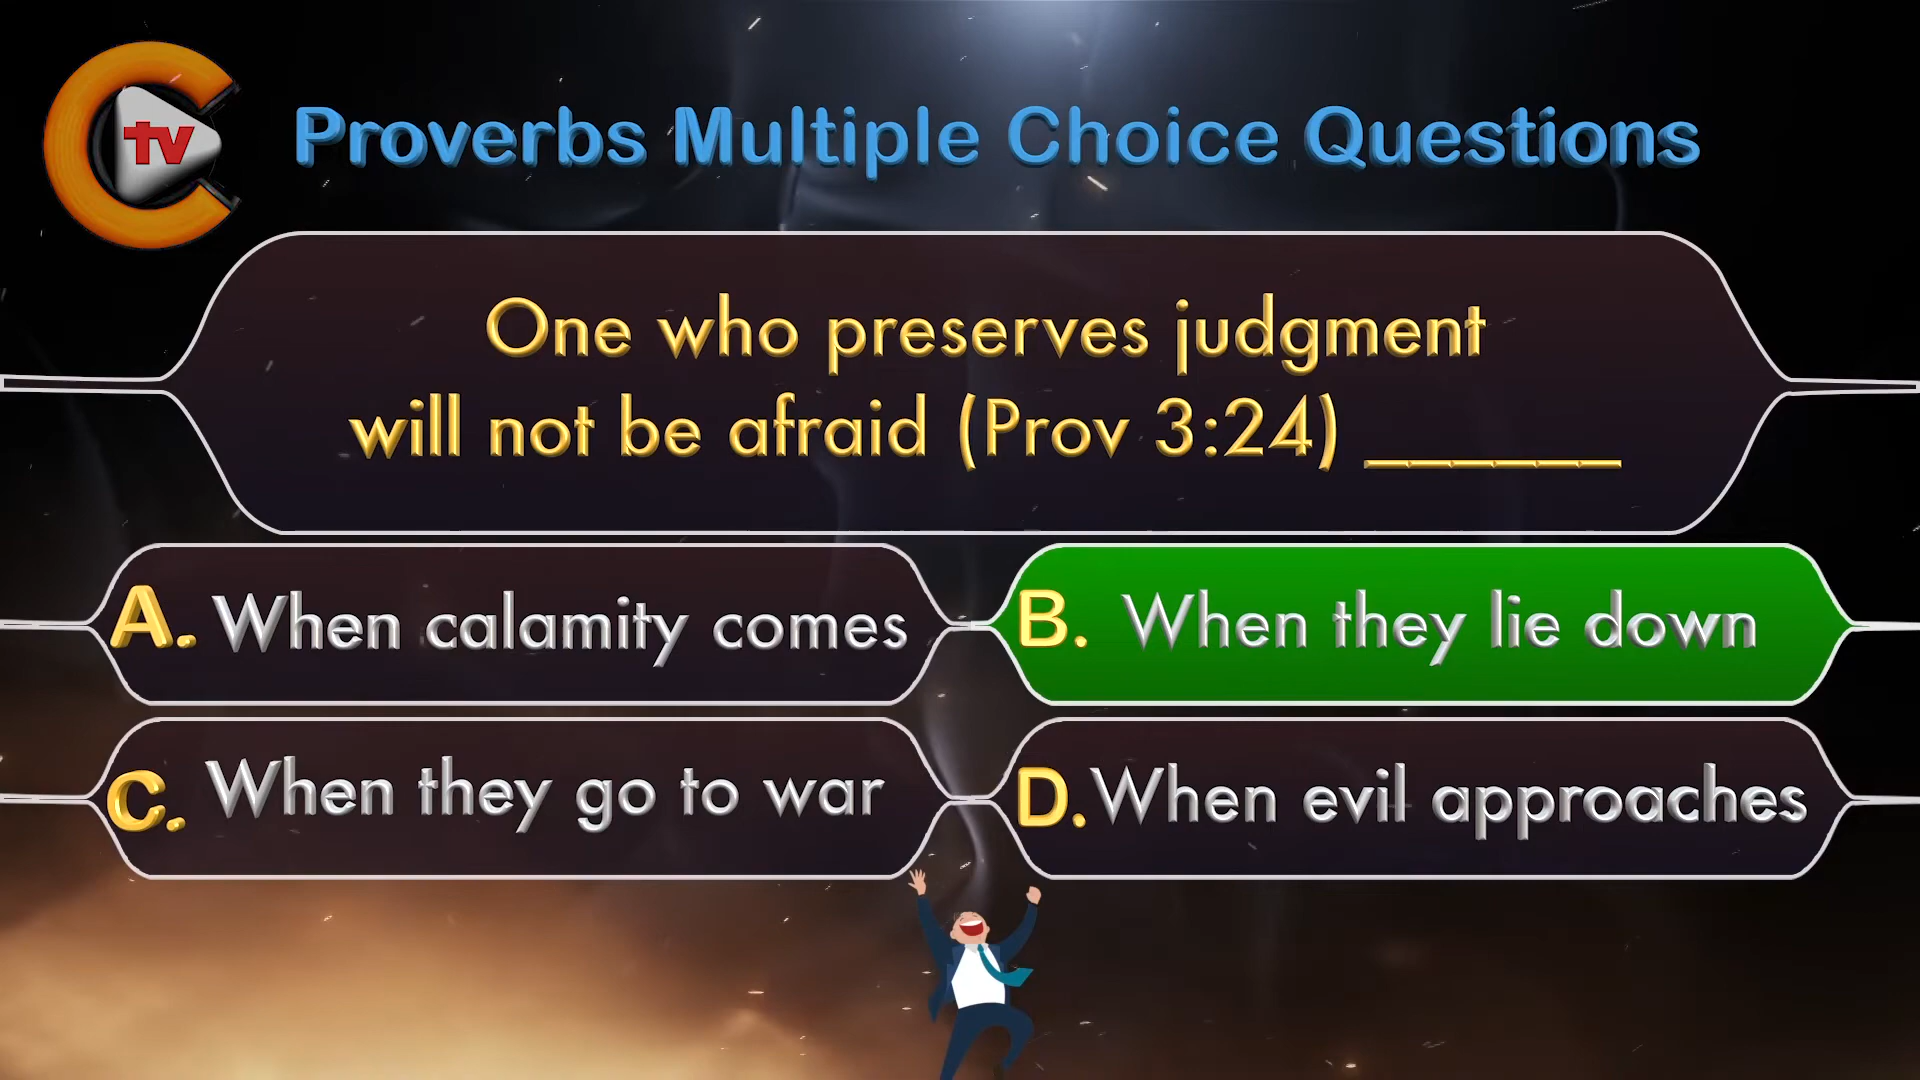 tv
Proverbs Multiple Choice Questions
One who preserves judgment
will not be afraid (Prov 3:24) ______
A. When calamity comes
B. When they lie down
C. When they go to war
D. When evil approaches